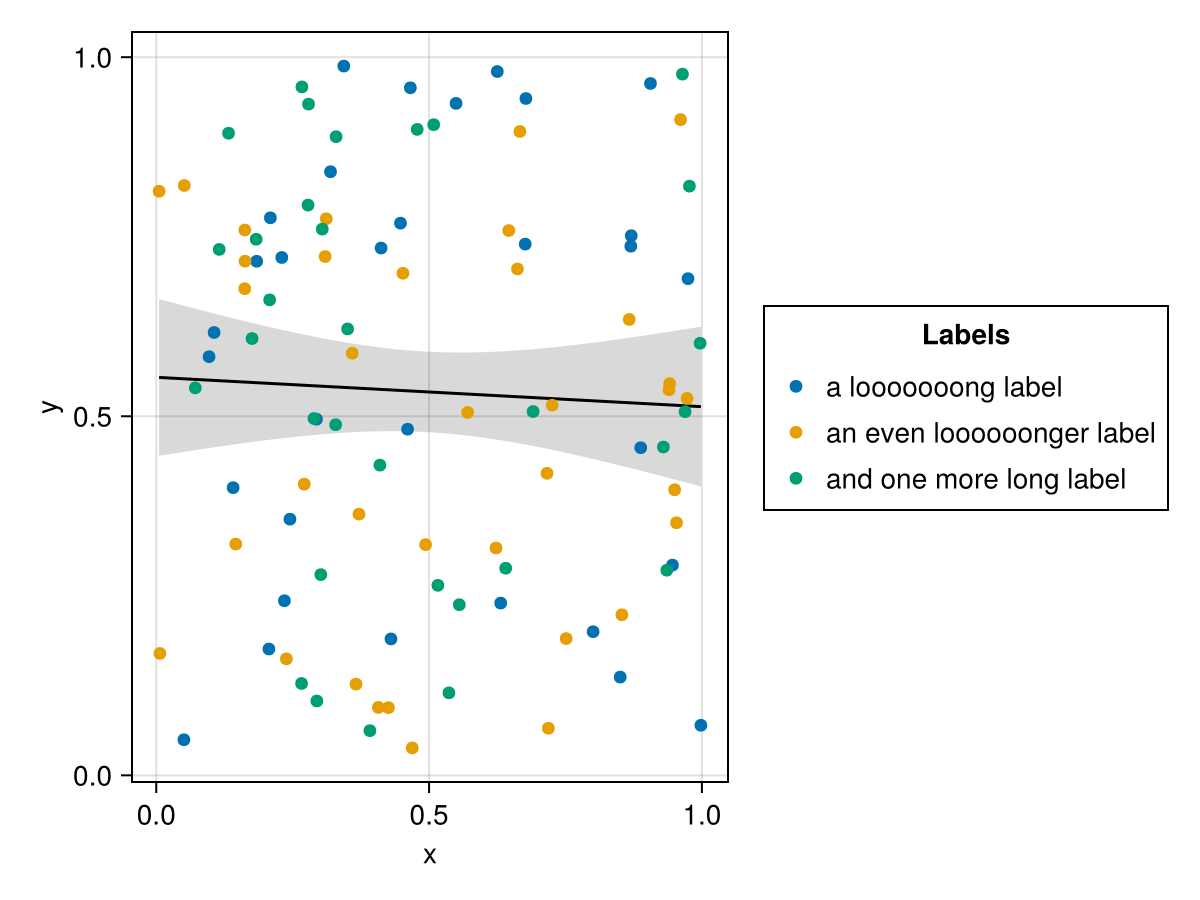 1.0
0.5
0.0
y
0.0 0.5 1.0
x
Labels
a looooooong label
an even loooooonger label
and one more long label